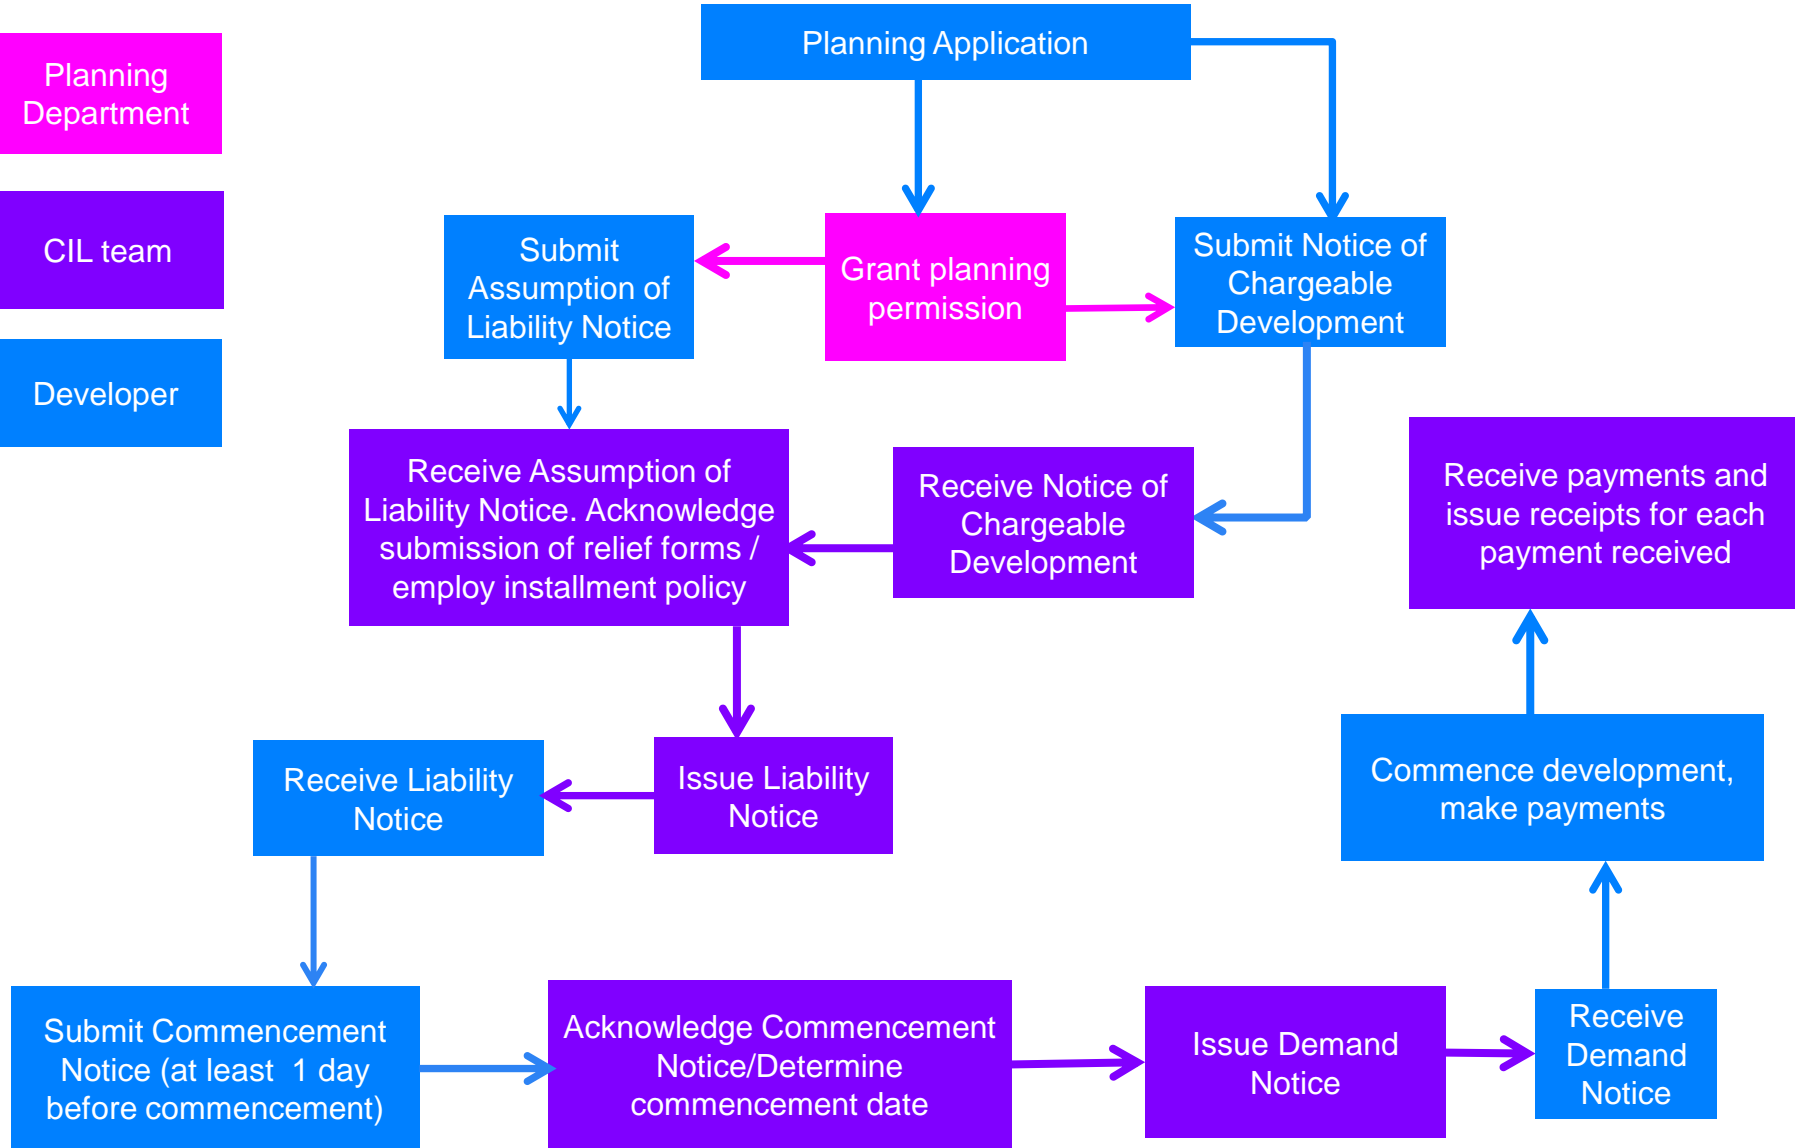 Planning Application
Planning
Department
CIL team
Developer
Submit
Assumption of
Liability Notice
Grant planning
permission
Submit Notice of
Chargeable
Development
Receive Assumption of
Liability Notice. Acknowledge
submission of relief forms /
employ installment policy
Receive Notice of
Chargeable
Development
Receive payments and
issue receipts for each
payment received
Receive Liability
Notice
Issue Liability
Notice
Commence development,
make payments
Submit Commencement
Notice (at least  1 day
before commencement)
Acknowledge Commencement
Notice/Determine
commencement date
Issue Demand
Notice
Receive
Demand
Notice